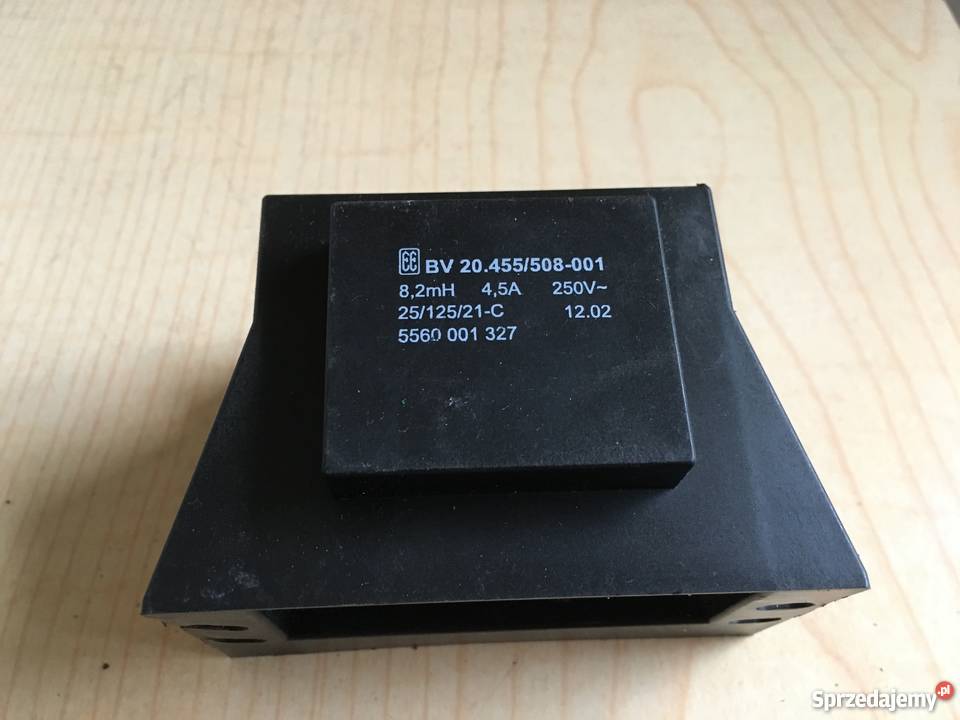 EE BV 20.455/508-001
8,2mH 4,5A 250V~
25/125/21-C 12.02
5560 001 327
Sprzedajemy.pl